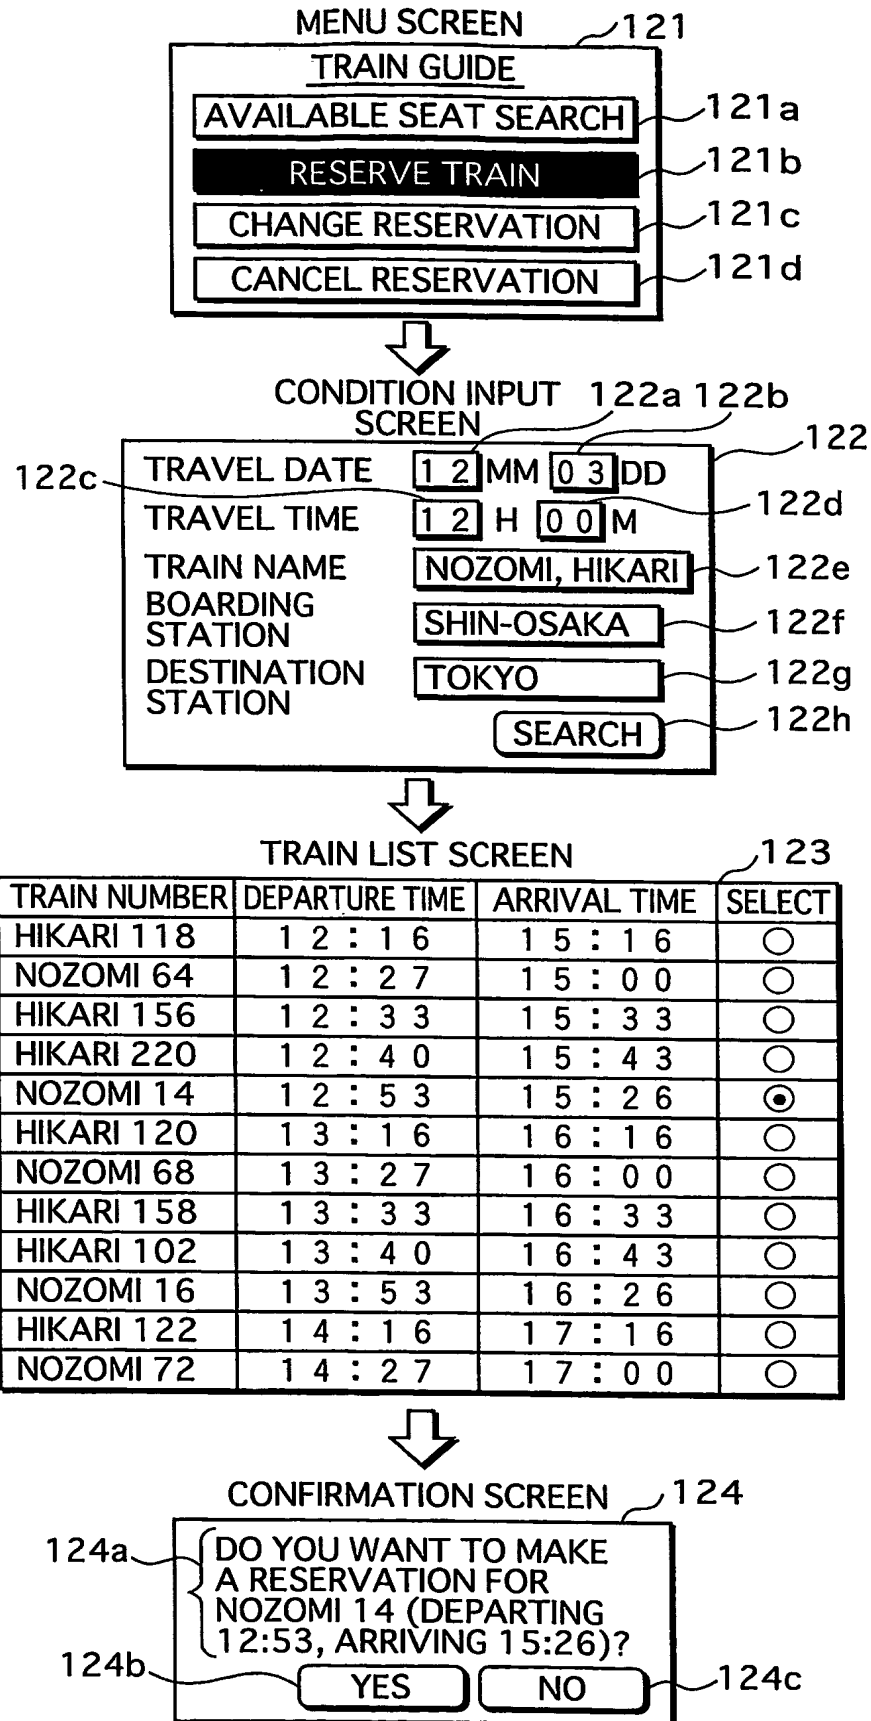 MENU SCREEN
121
TRAIN GUIDE
AVAILABLE SEAT SEARCH
121a
RESERVE TRAIN
121b
CHANGE RESERVATION
121c
CANCEL RESERVATION
121d
CONDITION INPUT
SCREEN
122a 122b
122
122c
TRAVEL DATE 12 MM 03 DD
122d
TRAVEL TIME 12 H 00 M
TRAIN NAME NOZOMI, HIKARI 122e
BOARDING
STATION
SHIN-OSAKA 122f
DESTINATION
STATION
TOKYO 122g
SEARCH 122h
TRAIN LIST SCREEN
123
TRAIN NUMBER DEPARTURE TIME ARRIVAL TIME SELECT
HIKARI 118 12:16 15:16
NOZOMI 64 12:27 15:00
HIKARI 156 12:33 15:33
HIKARI 220 12:40 15:43
NOZOMI 14 12:53 15:26
HIKARI 120 13:16 16:16
NOZOMI 68 13:27 16:00
HIKARI 158 13:33 16:33
HIKARI 102 13:40 16:43
NOZOMI 16 13:53 16:26
HIKARI 122 14:16 17:16
NOZOMI 72 14:27 17:00
CONFIRMATION SCREEN
124
124a
DO YOU WANT TO MAKE
A RESERVATION FOR
NOZOMI 14 (DEPARTING
12:53, ARRIVING 15:26)?
124b YES NO 124c